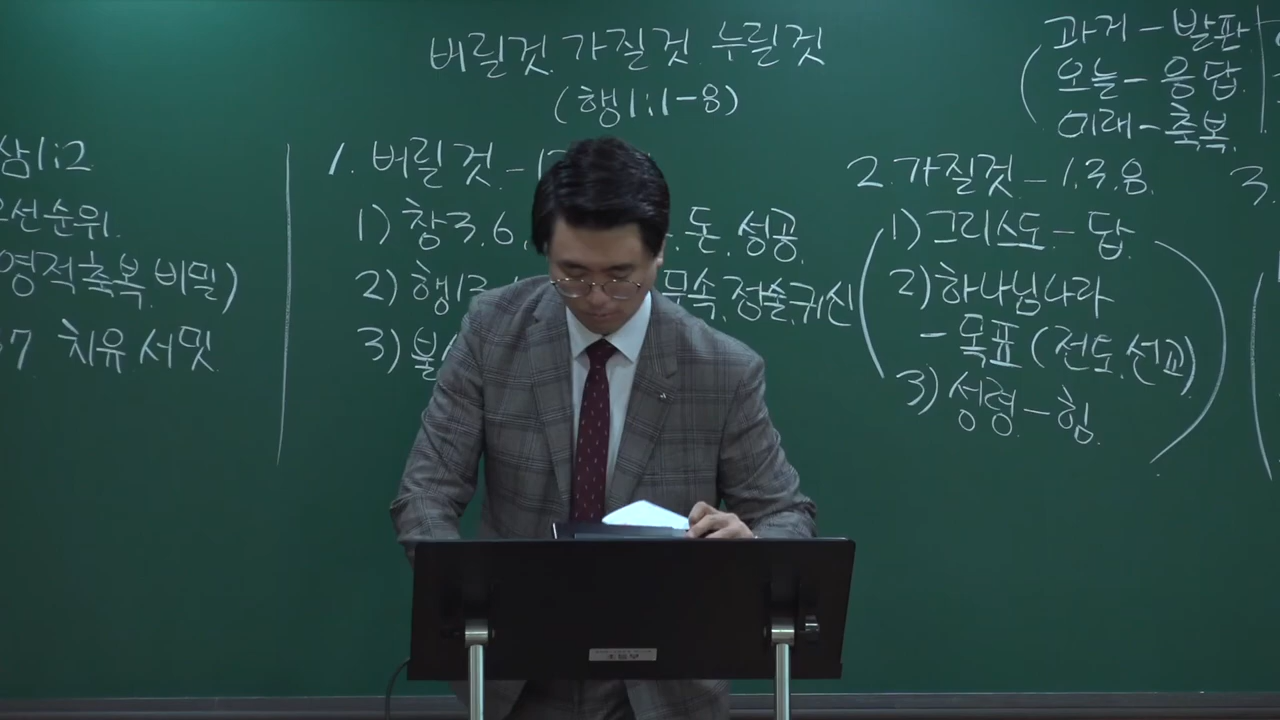 버릴것. 가질것. 누릴것
(행1:1-8)
과거-발판
오늘-응답
미래-축복
삼1:2
우선순위.
영적축복.비밀)
37 치유 서밋.
1. 버릴것.-
1) 창3.6. 돈.성공.
2) 행13. 무속.정술.귀신
3)
2. 가질것-1.3.8.
1) 그리스도-답
2) 하나님나라
-목표(전도.선교)
3) 성령-힘.
3.